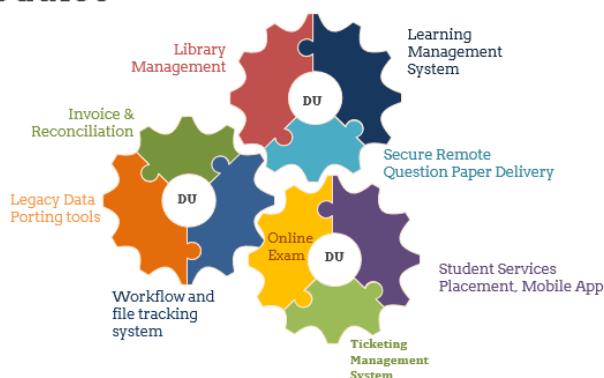 Library
Management
DU
Learning
Management
System
Secure Remote
Question Paper Delivery
Invoice &
Reconciliation
Legacy Data
Porting tools
DU
Workflow and
file tracking
system
Online
Exam
DU
Student Services
Placement, Mobile App
Ticketing
Management
System